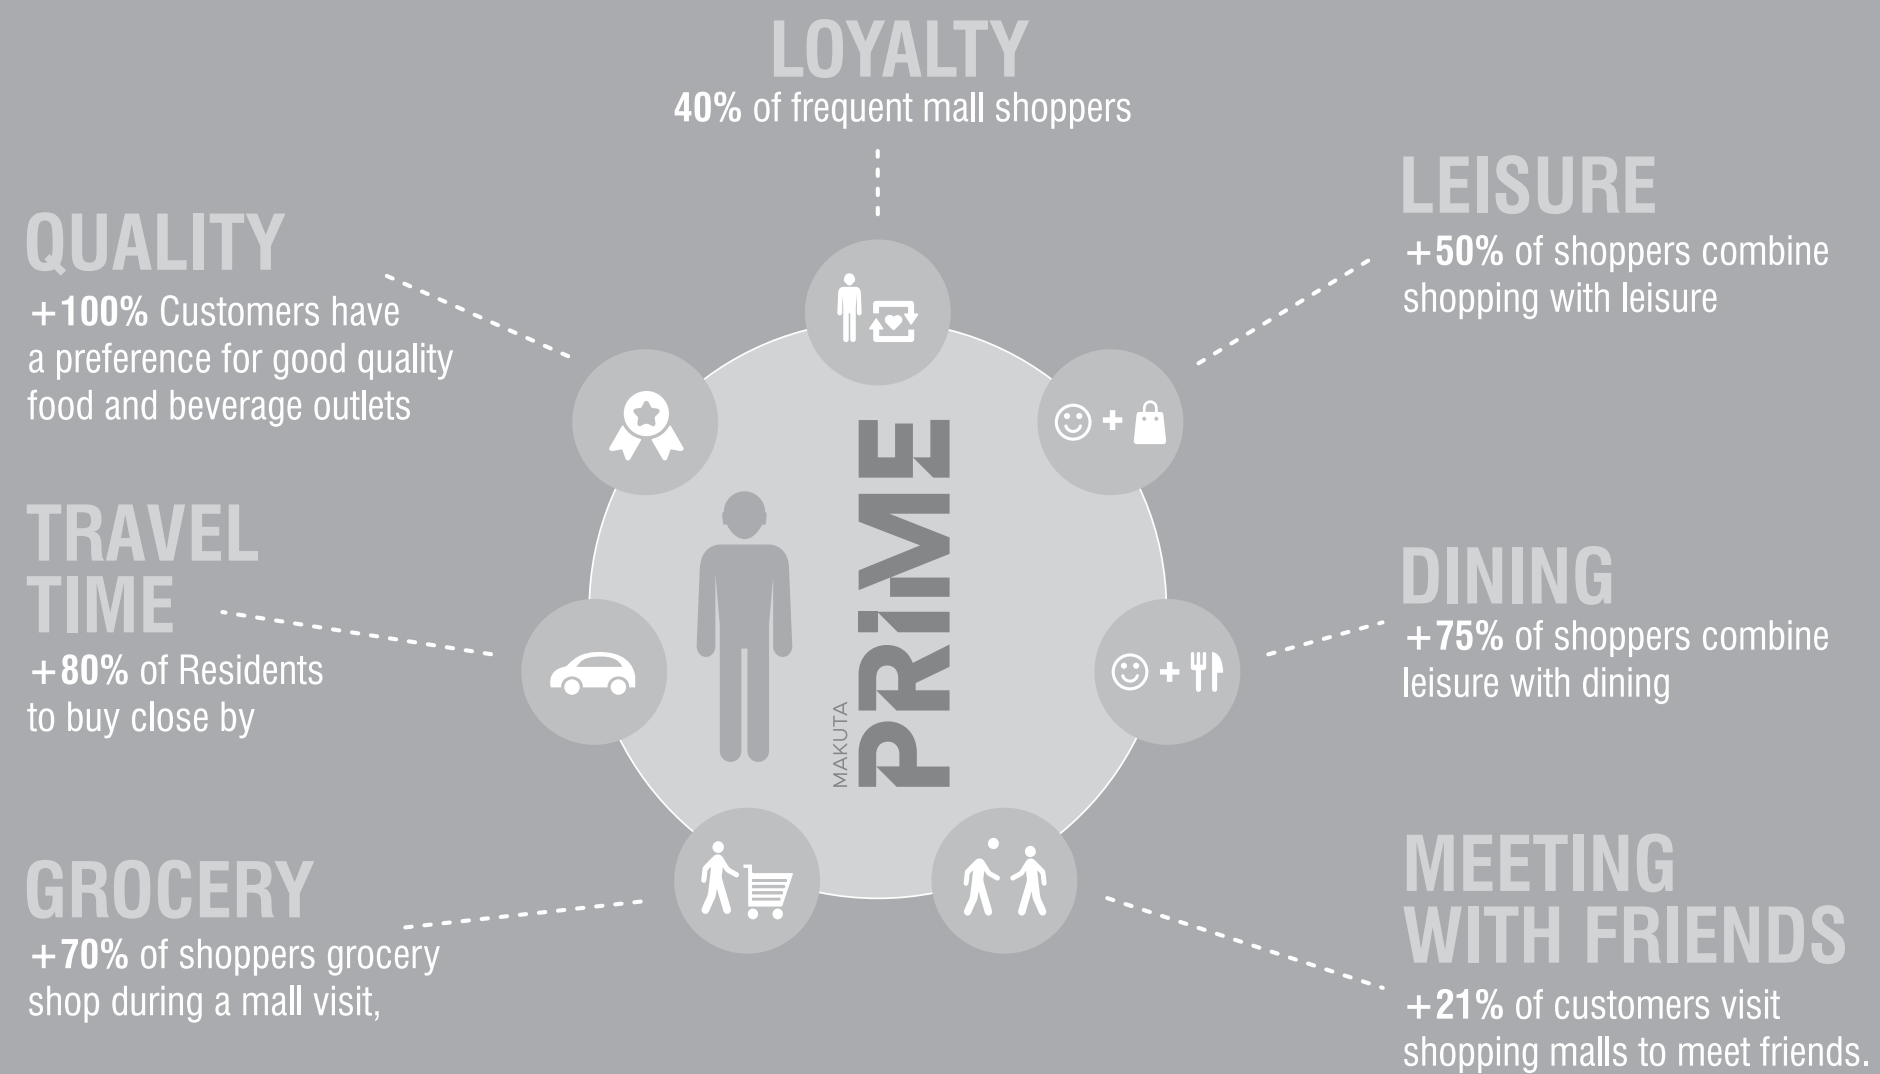 LOYALTY
40% of frequent mall shoppers
QUALITY
+100% Customers have
a preference for good quality
food and beverage outlets
LEISURE
+50% of shoppers combine
shopping with leisure
TRAVEL
TIME
+80% of Residents
to buy close by
MAKUTA
PRiME
DINING
+75% of shoppers combine
leisure with dining
GROCERY
+70% of shoppers grocery
shop during a mall visit,
MEETING
WITH FRIENDS
+21% of customers visit
shopping malls to meet friends.